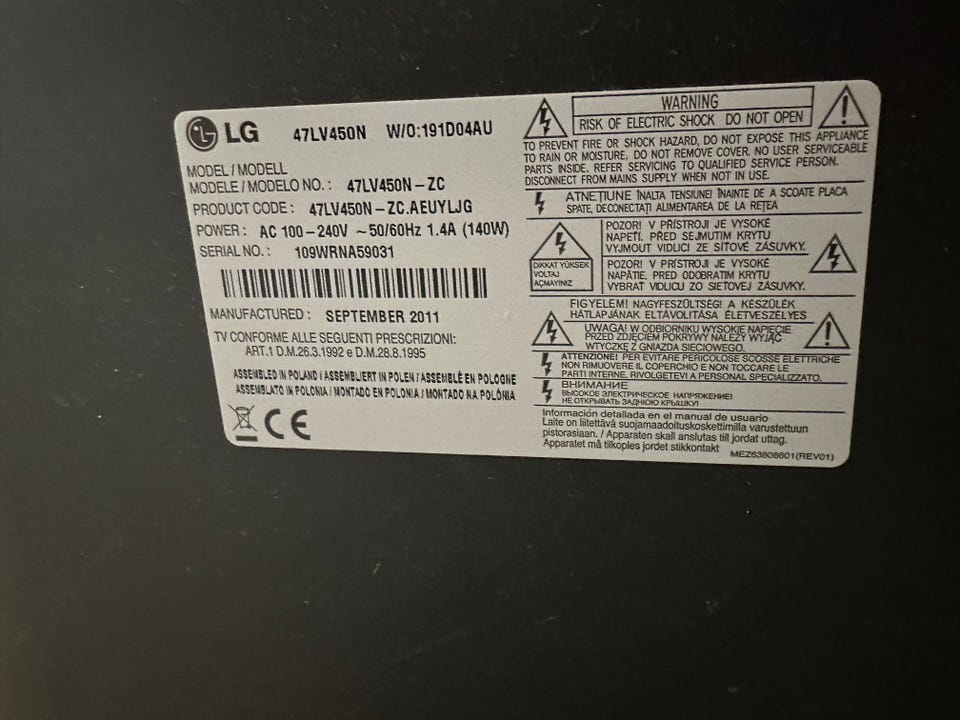 LG 47LV450N W/O:191D04AU
MODEL / MODELL
MODELE / MODELO NO. : 47LV450N-ZC
PRODUCT CODE : 47LV450N-ZC.AEUYLJG
POWER : AC 100-240V ~50/60Hz 1.4A (140W)
SERIAL NO. : 109WRNA59031
MANUFACTURED : SEPTEMBER 2011
TV CONFORME ALLE SEGUENTI PRESCRIZIONI:
ART.1 D.M.26.3.1992 e D.M.28.8.1995
ASSEMBLED IN POLAND / ASSEMBLIERT IN POLEN / ASSEMBLÉ EN POLOGNE
ASSEMBLATO IN POLONIA / MONTADO EN POLONIA / MONTADO NA POLÓNIA
CE
WARNING
RISK OF ELECTRIC SHOCK DO NOT OPEN
TO PREVENT FIRE OR SHOCK HAZARD, DO NOT EXPOSE THIS APPLIANCE
TO RAIN OR MOISTURE. DO NOT REMOVE COVER. NO USER SERVICEABLE
PARTS INSIDE. REFER SERVICING TO QUALIFIED SERVICE PERSON.
DISCONNECT FROM MAINS SUPPLY WHEN NOT IN USE.
ATNEȚIUNE ÎNALTA TENSIUNE! ÎNAINTE DE A SCOATE PLACA
SPATE, DECONECTAȚI ALIMENTAREA DE LA REȚEA
DIKKAT YÜKSEK
VOLTAJ
AÇMAYINIZ
POZOR! V PŘÍSTROJI JE VYSOKÉ
NAPETÍ. PŘED SEJMUTIM KRYTU
VYJMOUT VIDLICI ZE SÍŤOVÉ ZÁSUVKY.
POZOR! V PRÍSTROJI JE VYSOKÉ
NAPÄTIE. PRED ODOBRATIM KRYTU
VYBRAŤ VIDLICU ZO SIEŤOVEJ ZÁSUVKY.
FIGYELEM! NAGYFESZÜLTSÉG! A KÉSZÜLÉK
HÁTLAPJÁNAK ELTÁVOLÍTÁSA ÉLETVESZÉLYES
UWAGA! W ODBIORNIKU WYSOKIE NAPIĘCIE
PRZED ZDJĘCIEM POKRYWY NALEŻY WYJĄĆ
WTYCZKĘ Z GNIAZDA SIECIOWEGO.
ATTENZIONE! PER EVITARE PERICOLOSE SCOSSE ELETTRICHE
NON RIMUOVERE IL COPERCHIO E NON TOCCARE LE
PARTI INTERNE. RIVOLGETEVI A PERSONAL SPECIALIZZATO.
ВНИМАНИЕ
ВЫСОКОЕ ЭЛЕКТРИЧЕСКОЕ НАПРЯЖЕНИЕ!
НЕ ОТКРЫВАТЬ ЗАДНЮЮ КРЫШКУ!
Información detallada en el manual de usuario
Laite on liitettävä suojamaadoituskoskettimilla varustettuun
pistorasiaan. / Apparaten skall anslutas till jordat uttag.
Apparatet må tilkoples jordet stikkontakt
MEZ63808601(REV01)